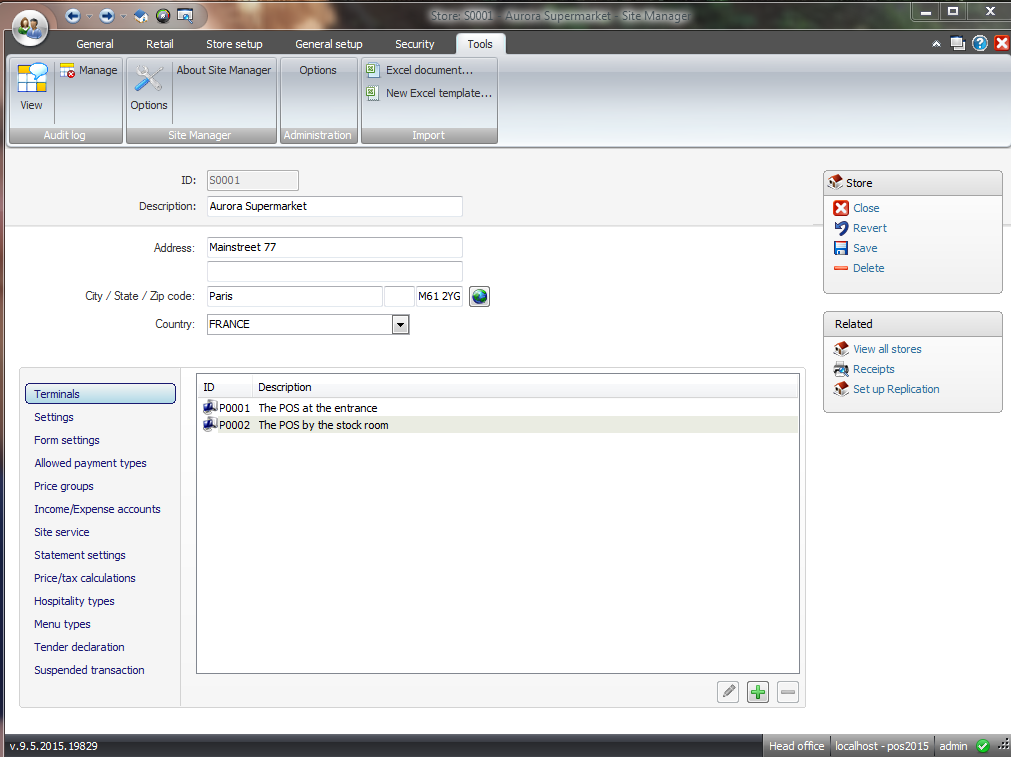 Store: S0001 - Aurora Supermarket - Site Manager
General Retail Store setup General setup Security Tools
View
Manage
Audit log
Options
About Site Manager
Site Manager
Options
Administration
Excel document...
New Excel template...
Import
ID: S0001
Description: Aurora Supermarket
Address: Mainstreet 77
City / State / Zip code: Paris M61 2YG
Country: FRANCE
Store
Close
Revert
Save
Delete
Related
View all stores
Receipts
Set up Replication
Terminals
Settings
Form settings
Allowed payment types
Price groups
Income/Expense accounts
Site service
Statement settings
Price/tax calculations
Hospitality types
Menu types
Tender declaration
Suspended transaction
ID Description
P0001 The POS at the entrance
P0002 The POS by the stock room
v.9.5.2015.19829
Head office localhost - pos2015 admin